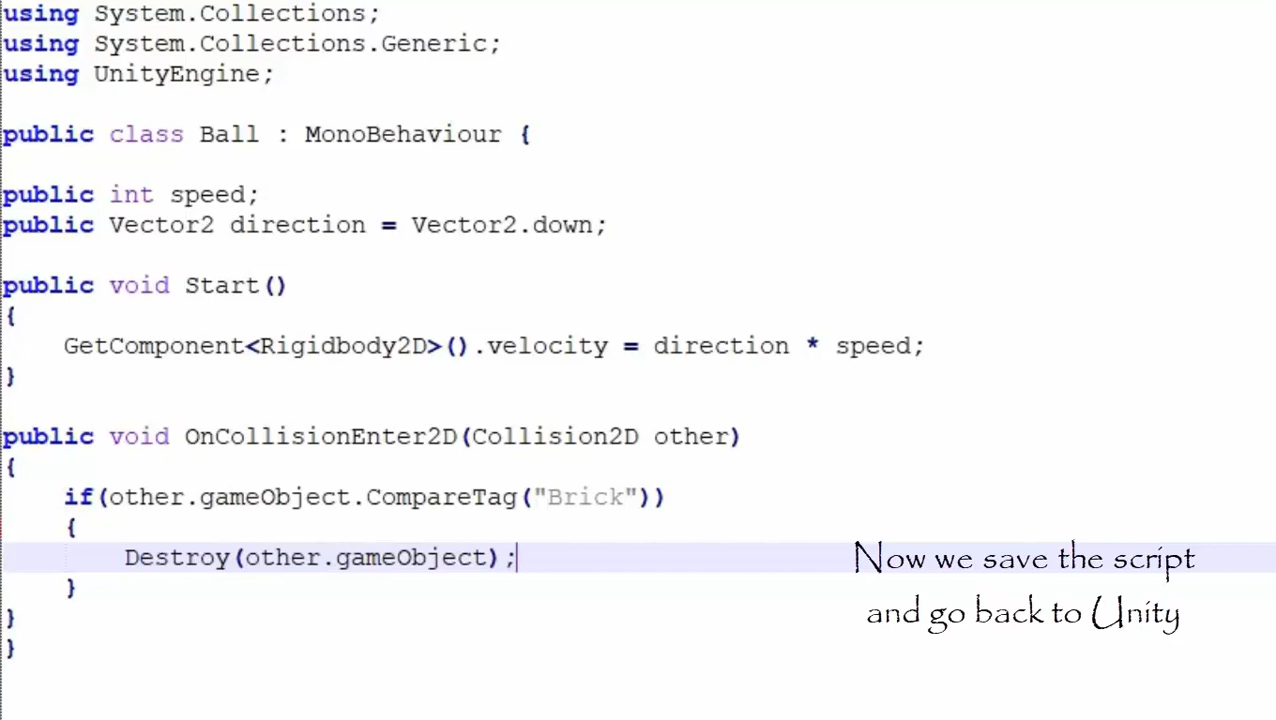 using System.Collections;
using System.Collections.Generic;
using UnityEngine;
public class Ball : MonoBehaviour {
public int speed;
public Vector2 direction = Vector2.down;
public void Start()
{
GetComponent<Rigidbody2D>().velocity = direction * speed;
}
public void OnCollisionEnter2D(Collision2D other)
{
if(other.gameObject.CompareTag("Brick"))
{
Destroy(other.gameObject);
}
}
}
Now we save the script
and go back to Unity